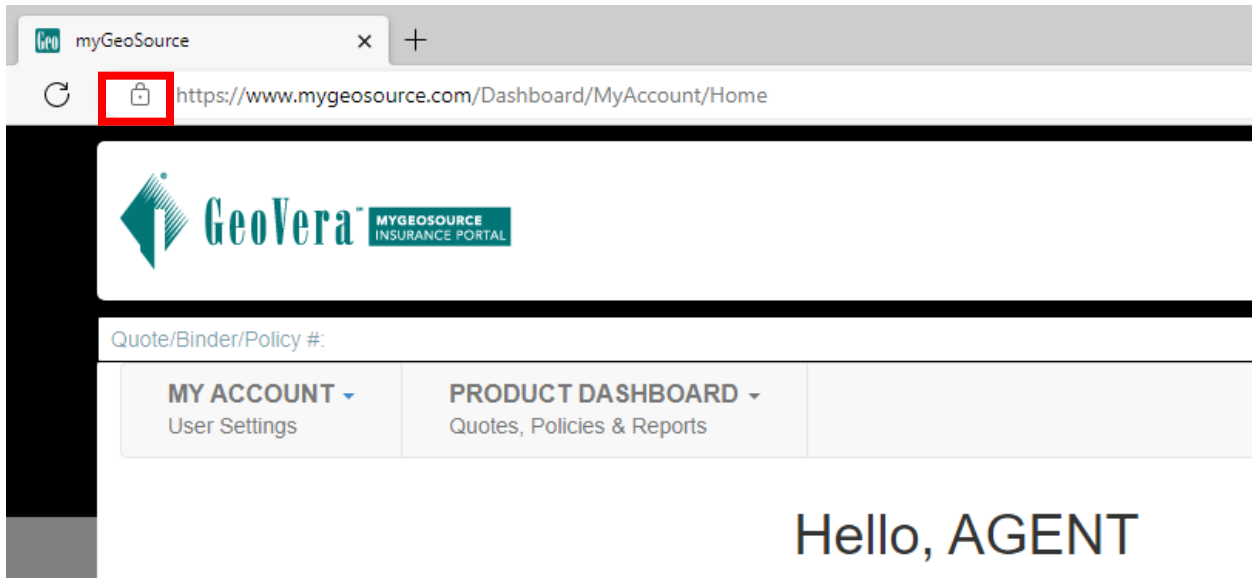 Geo myGeoSource
https://www.mygeosource.com/Dashboard/MyAccount/Home
GeoVera™ MYGEOSOURCE
INSURANCE PORTAL
Quote/Binder/Policy #:
MY ACCOUNT
User Settings
PRODUCT DASHBOARD
Quotes, Policies & Reports
Hello, AGENT